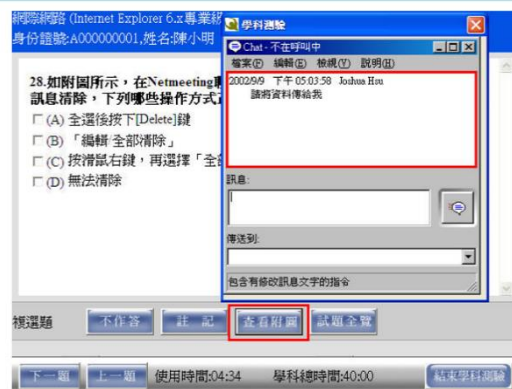 網際網路 (Internet Explorer 6.x專業級
身份證號:A000000001,姓名:陳小明
28.如附圖所示，在Netmeeting
訊息清除，下列哪些操作方式
(A) 全選後按下[Delete]鍵
(B) 「編輯/全部清除」
(C) 按滑鼠右鍵，再選擇「全
(D) 無法清除
學科測驗
Chat - 不在呼叫中
檔案(F) 編輯(E) 檢視(V) 說明(H)
2002/9/9 下午 05:03:58 Joshua Hsu
請將資料傳給我
訊息:
傳送到:
包含有修改訊息文字的指令
複選題 不作答 註 記 查看附圖 試題全覽
下一題 上一題 使用時間:04:34 學科總時間:40:00 結束學科測驗